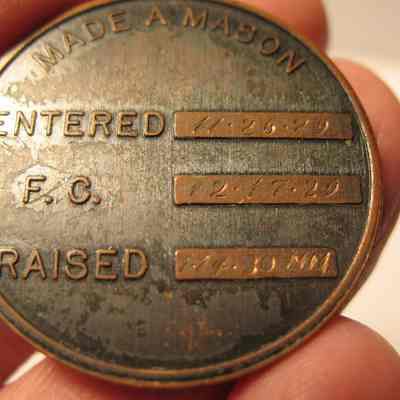 MADE A MASON
ENTERED 11·26·29
F. C. 12·17·29
RAISED